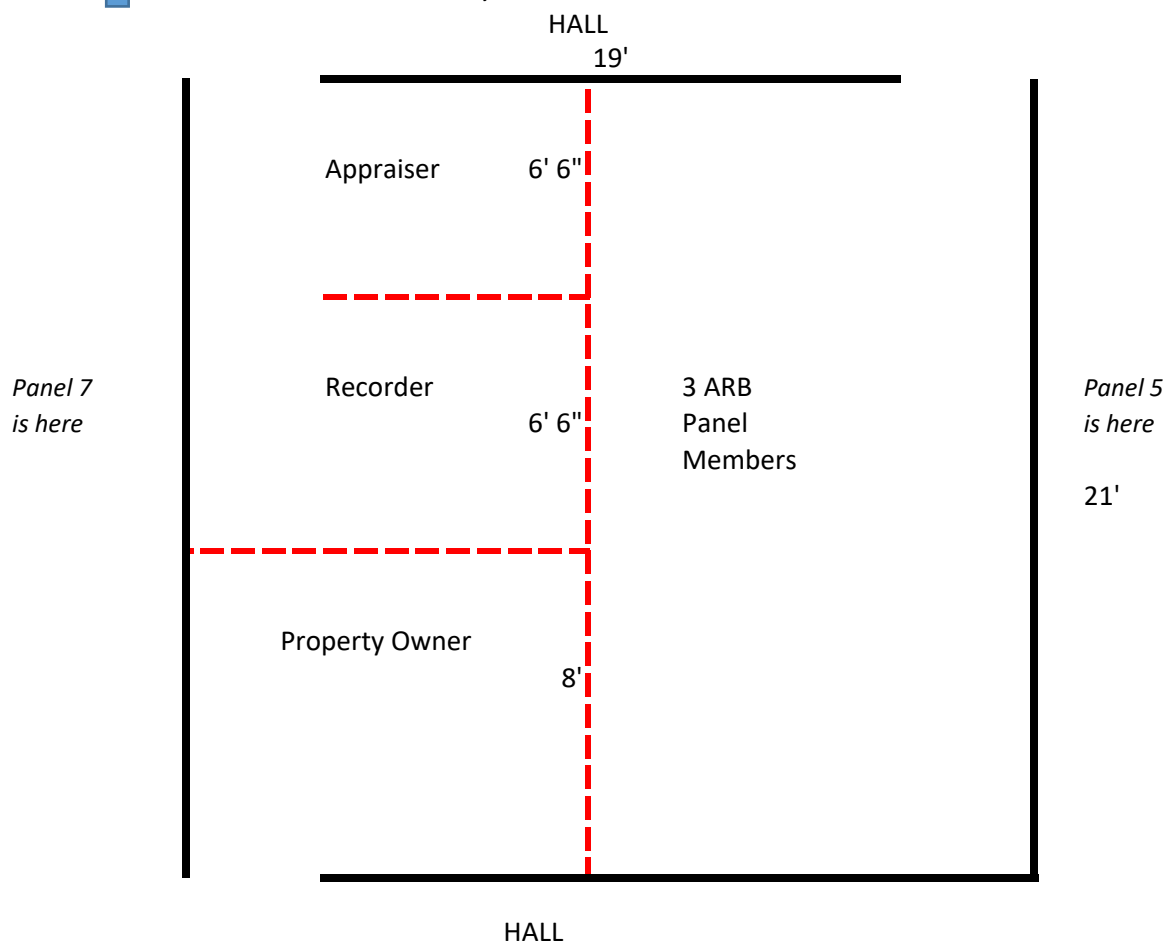 HALL
19'
Appraiser
6' 6"
Panel 7
is here
Recorder
6' 6"
3 ARB
Panel
Members
Panel 5
is here
21'
Property Owner
8'
HALL